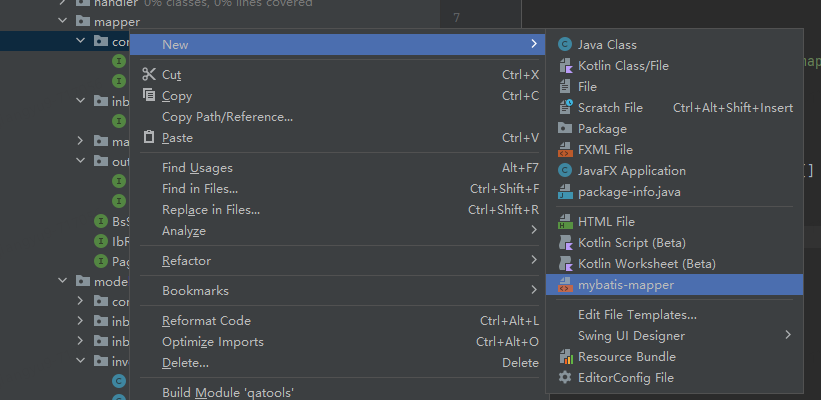 handler 0% classes, 0% lines covered
mapper
7
con
New
inb
ma
out
BsS
IbR
Pag
mode
con
inb
inb
inv
Cut Ctrl+X
Copy Ctrl+C
Copy Path/Reference...
Paste Ctrl+V
Find Usages Alt+F7
Find in Files... Ctrl+Shift+F
Replace in Files... Ctrl+Shift+R
Analyze
Refactor
Bookmarks
Reformat Code Ctrl+Alt+L
Optimize Imports Ctrl+Alt+O
Delete... Delete
Build Module 'qatools'
Java Class
Kotlin Class/File
File
Scratch File Ctrl+Alt+Shift+Insert
Package
FXML File
JavaFX Application
package-info.java
HTML File
Kotlin Script (Beta)
Kotlin Worksheet (Beta)
mybatis-mapper
Edit File Templates...
Swing UI Designer
Resource Bundle
EditorConfig File
map
[]